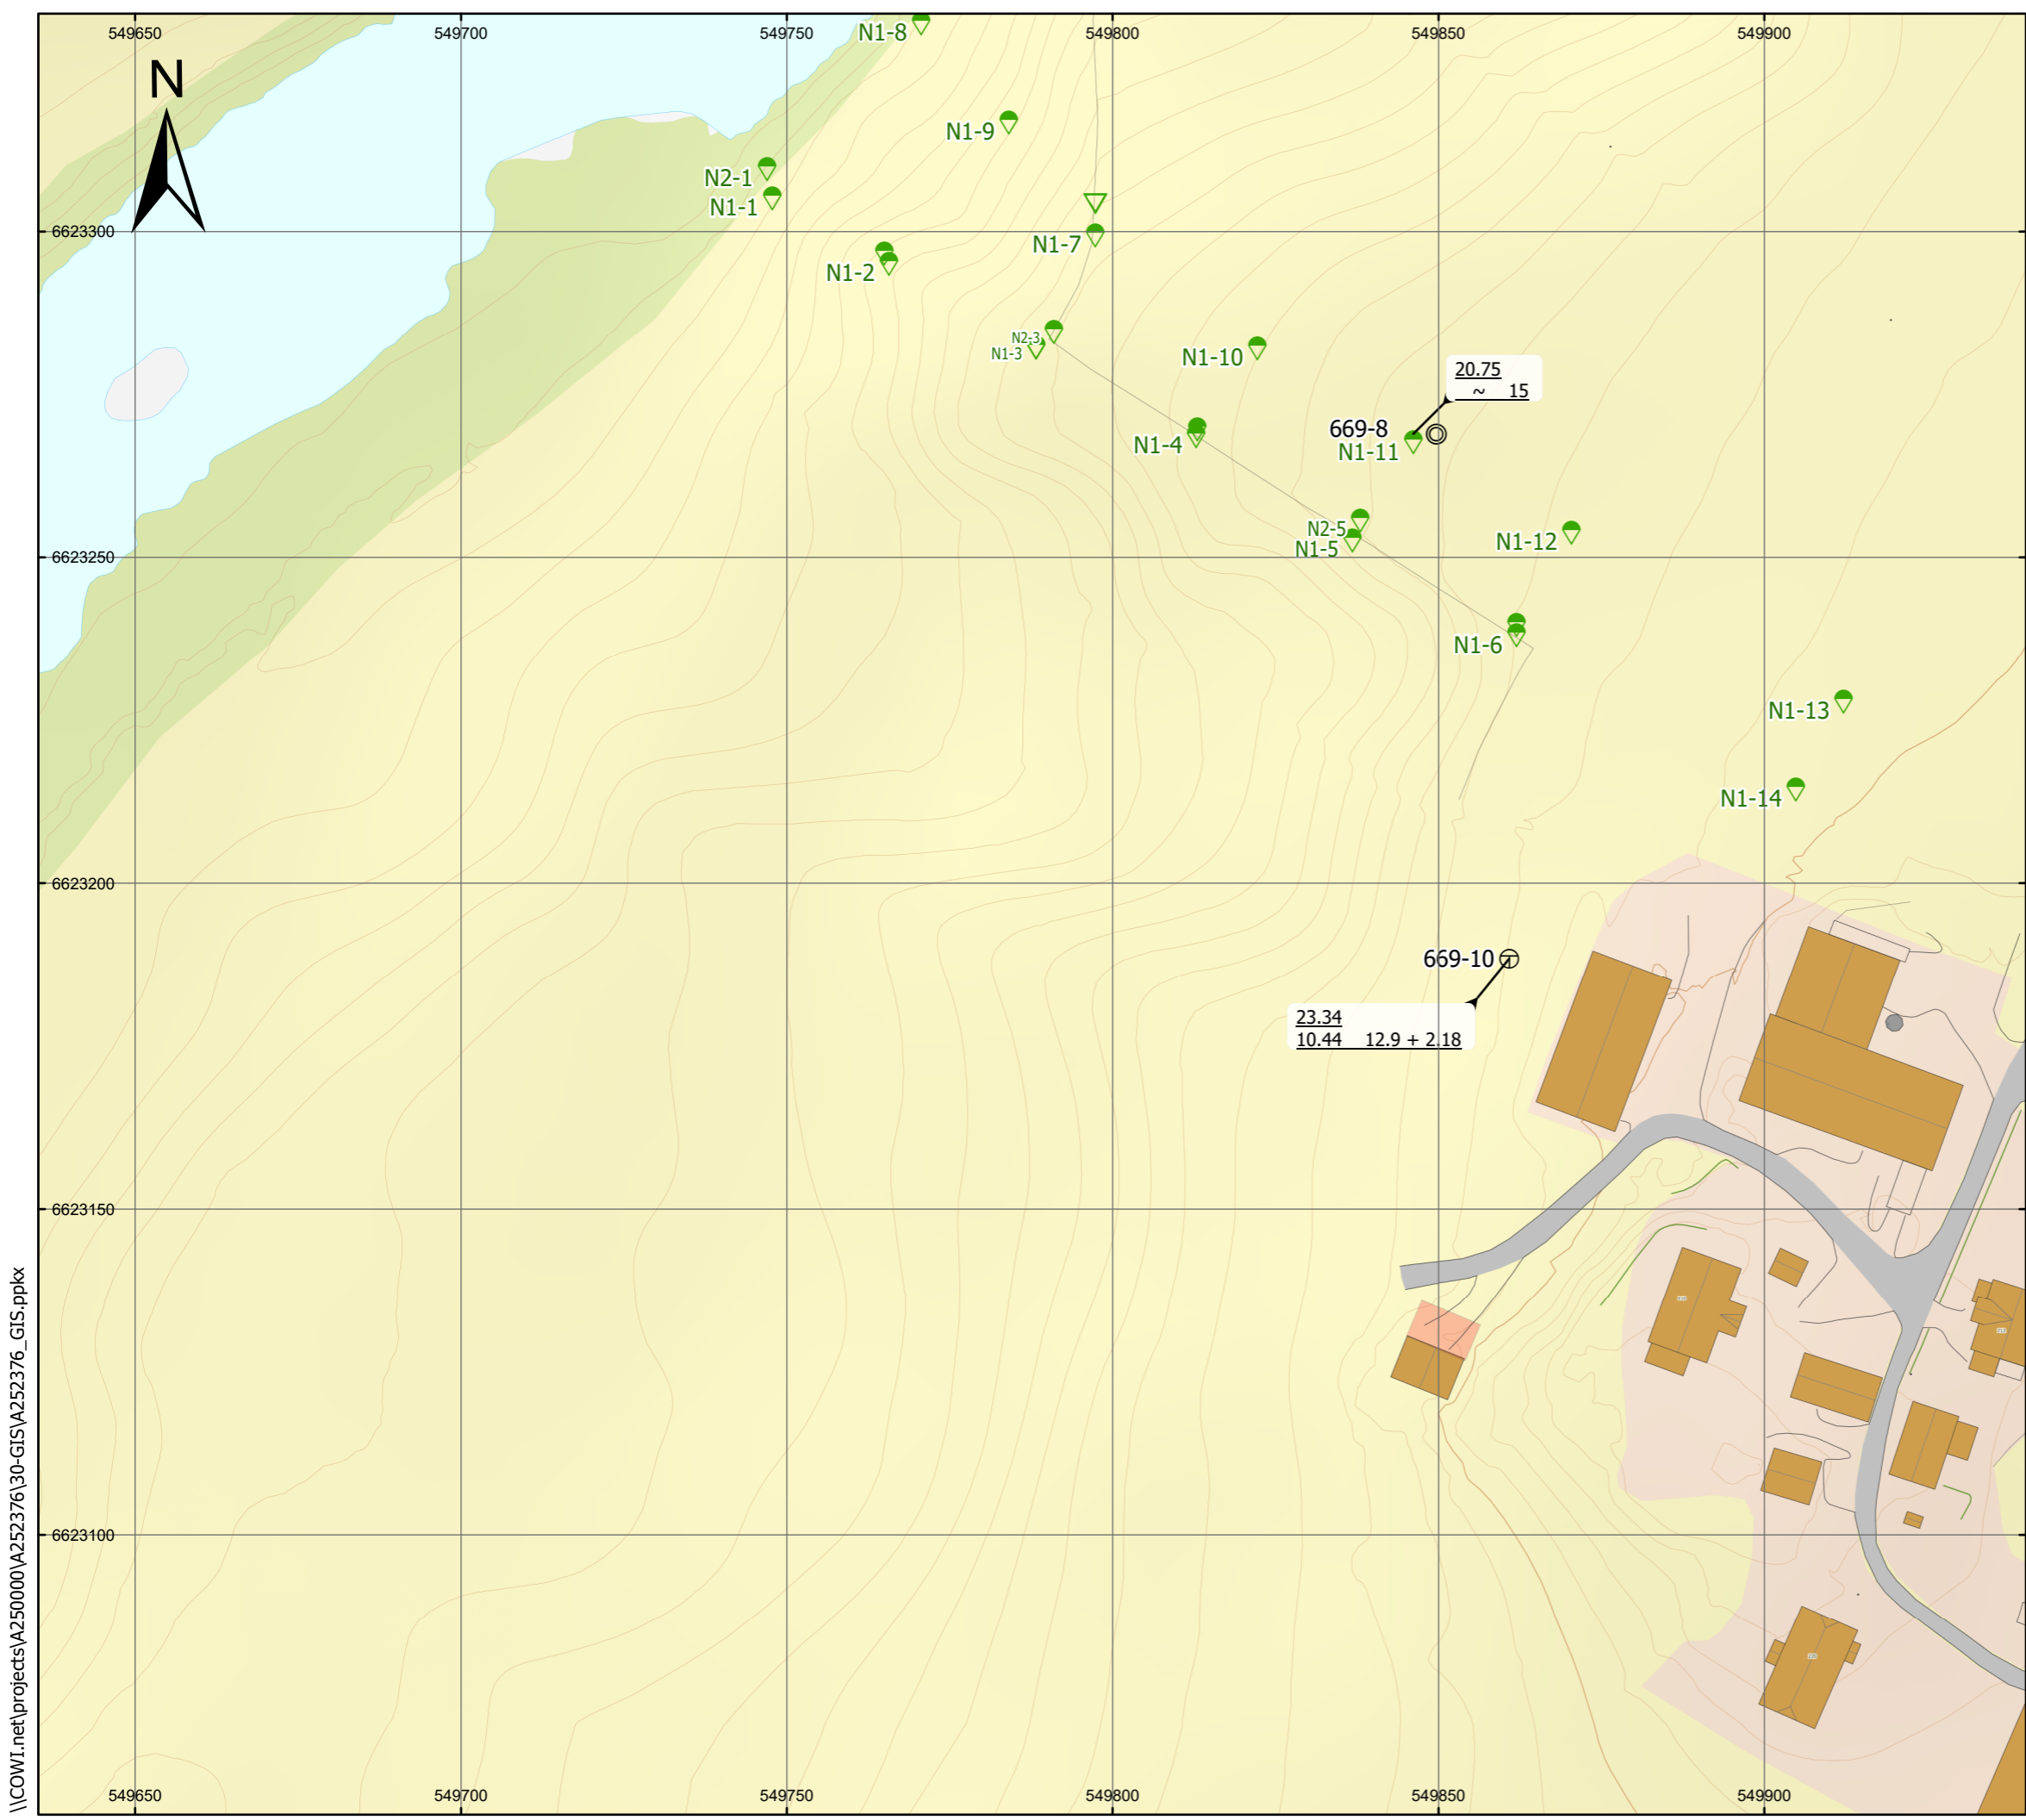 549650 549700 549750 549800 549850 549900
N
N1-8
N1-9
N2-1
N1-1
6623300
N1-7
N1-2
N2-3
N1-3
N1-10
20.75
~ 15
669-8
N1-4
N1-11
N2-5
N1-5
N1-12
6623250
N1-6
N1-13
N1-14
6623200
669-10
23.34
10.44 12.9 + 2.18
6623150
6623100
549650 549700 549750 549800 549850 549900
\\COWI.net\projects\A250000\A252376\30-GIS\A252376_GIS.ppkx